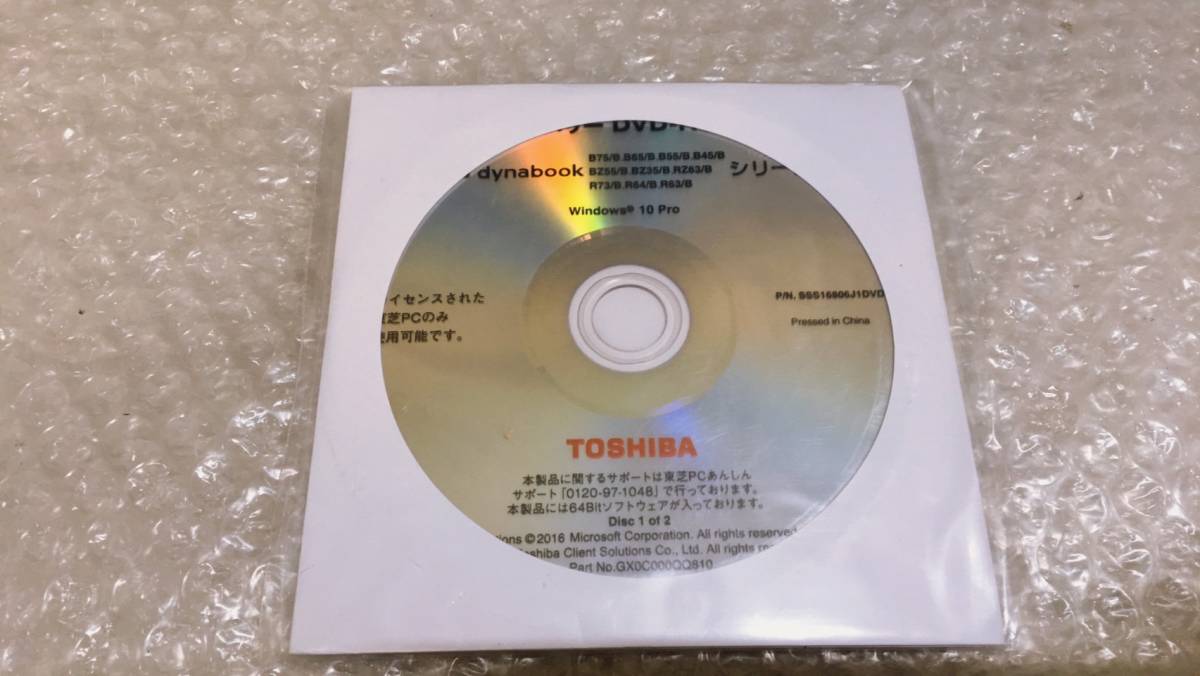 DVD-
dynabook
B75/B.B65/B.B55/B.B45/B
BZ55/B.BZ35/B.RZ63/B
R73/B.R64/B.R63/B
シリー
Windows® 10 Pro
イセンスされた
芝PCのみ
使用可能です。
P/N. SSS16806J1DVD
Pressed in China
TOSHIBA
本製品に関するサポートは東芝PCあんしん
サポート「0120-97-1048」で行っております。
本製品には64Bitソフトウェアが入っております。
Disc 1 of 2
ions ©2016 Microsoft Corporation. All rights reserved
oshiba Client Solutions Co., Ltd. All rights re
Part No.GX0C000QQ810